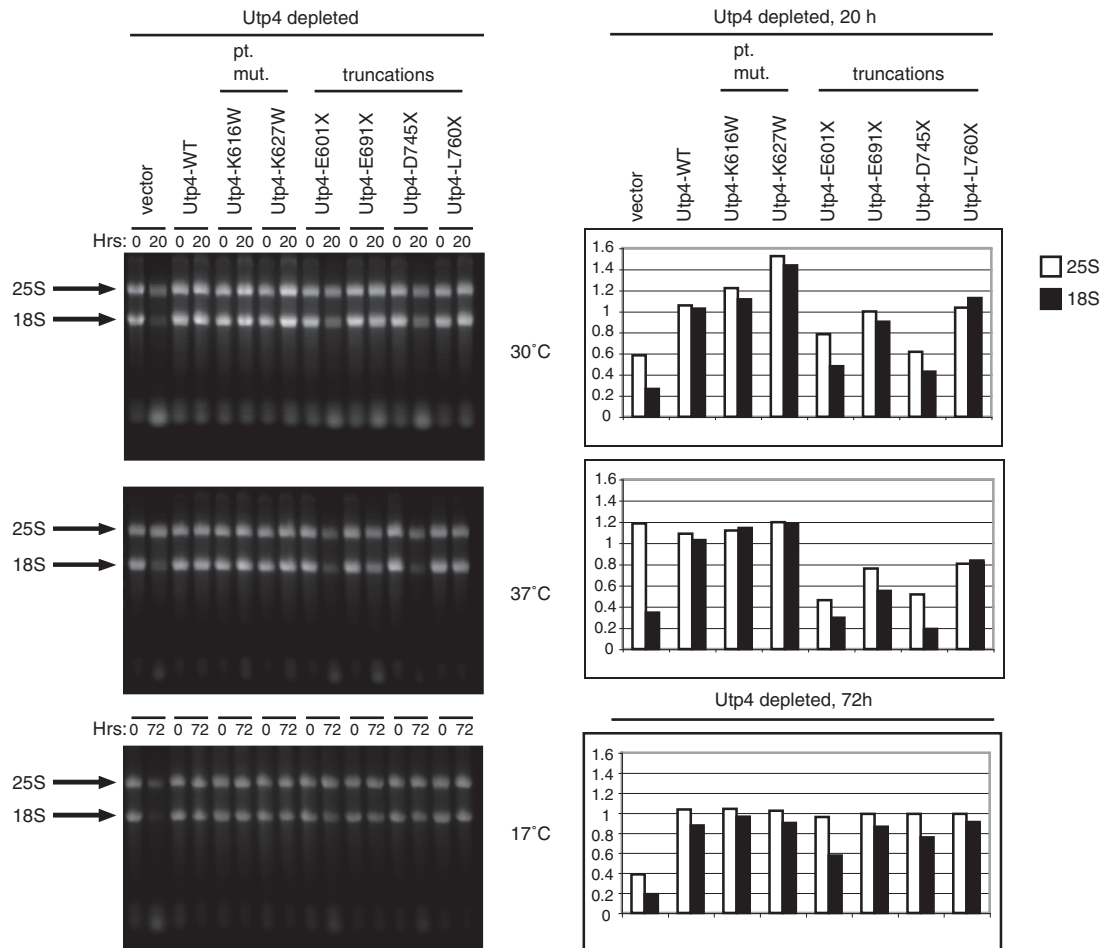 Utp4 depleted
pt.
mut.
truncations
vector
Utp4-WT
Utp4-K616W
Utp4-K627W
Utp4-E601X
Utp4-E691X
Utp4-D745X
Utp4-L760X
Hrs: 0 20 0 20 0 20 0 20 0 20 0 20 0 20 0 20
25S
18S
30˚C
25S
18S
37˚C
Hrs: 0 72 0 72 0 72 0 72 0 72 0 72 0 72 0 72
25S
18S
17˚C
Utp4 depleted, 20 h
pt.
mut.
truncations
vector
Utp4-WT
Utp4-K616W
Utp4-K627W
Utp4-E601X
Utp4-E691X
Utp4-D745X
Utp4-L760X
1.6
1.4
1.2
1
0.8
0.6
0.4
0.2
0
25S
18S
1.6
1.4
1.2
1
0.8
0.6
0.4
0.2
0
Utp4 depleted, 72h
1.6
1.4
1.2
1
0.8
0.6
0.4
0.2
0